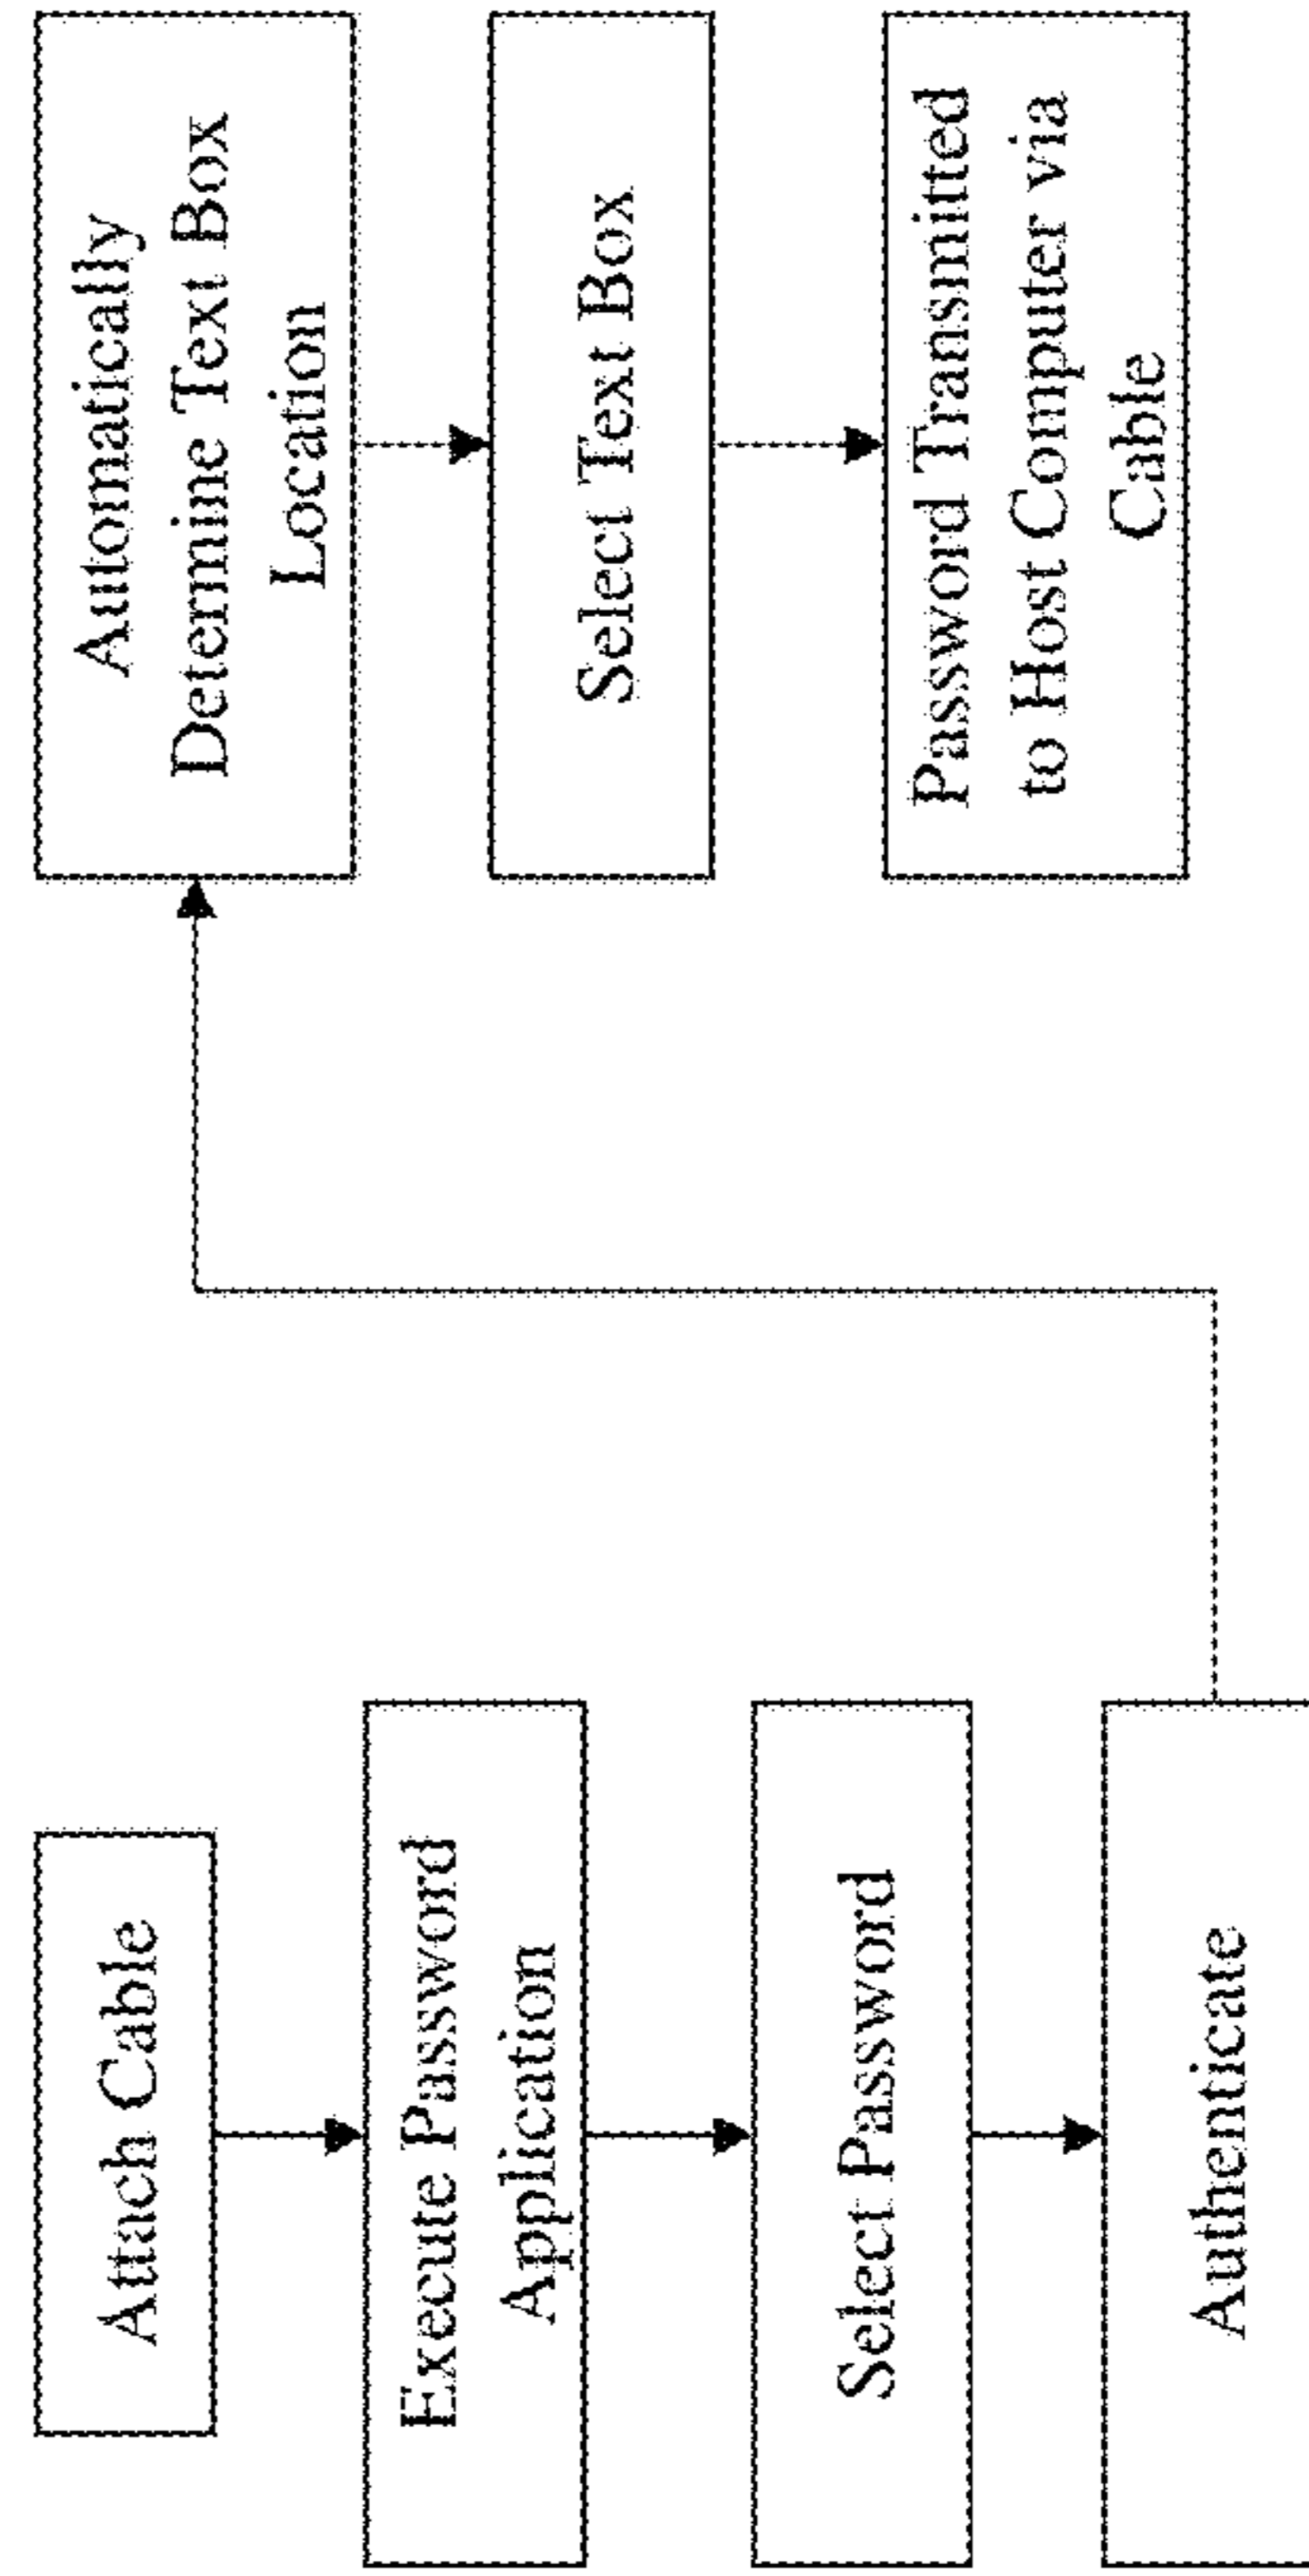 Attach Cable
Execute Password
Application
Select Password
Authenticate
Automatically
Determine Text Box
Location
Select Text Box
Password Transmitted
to Host Computer via
Cable